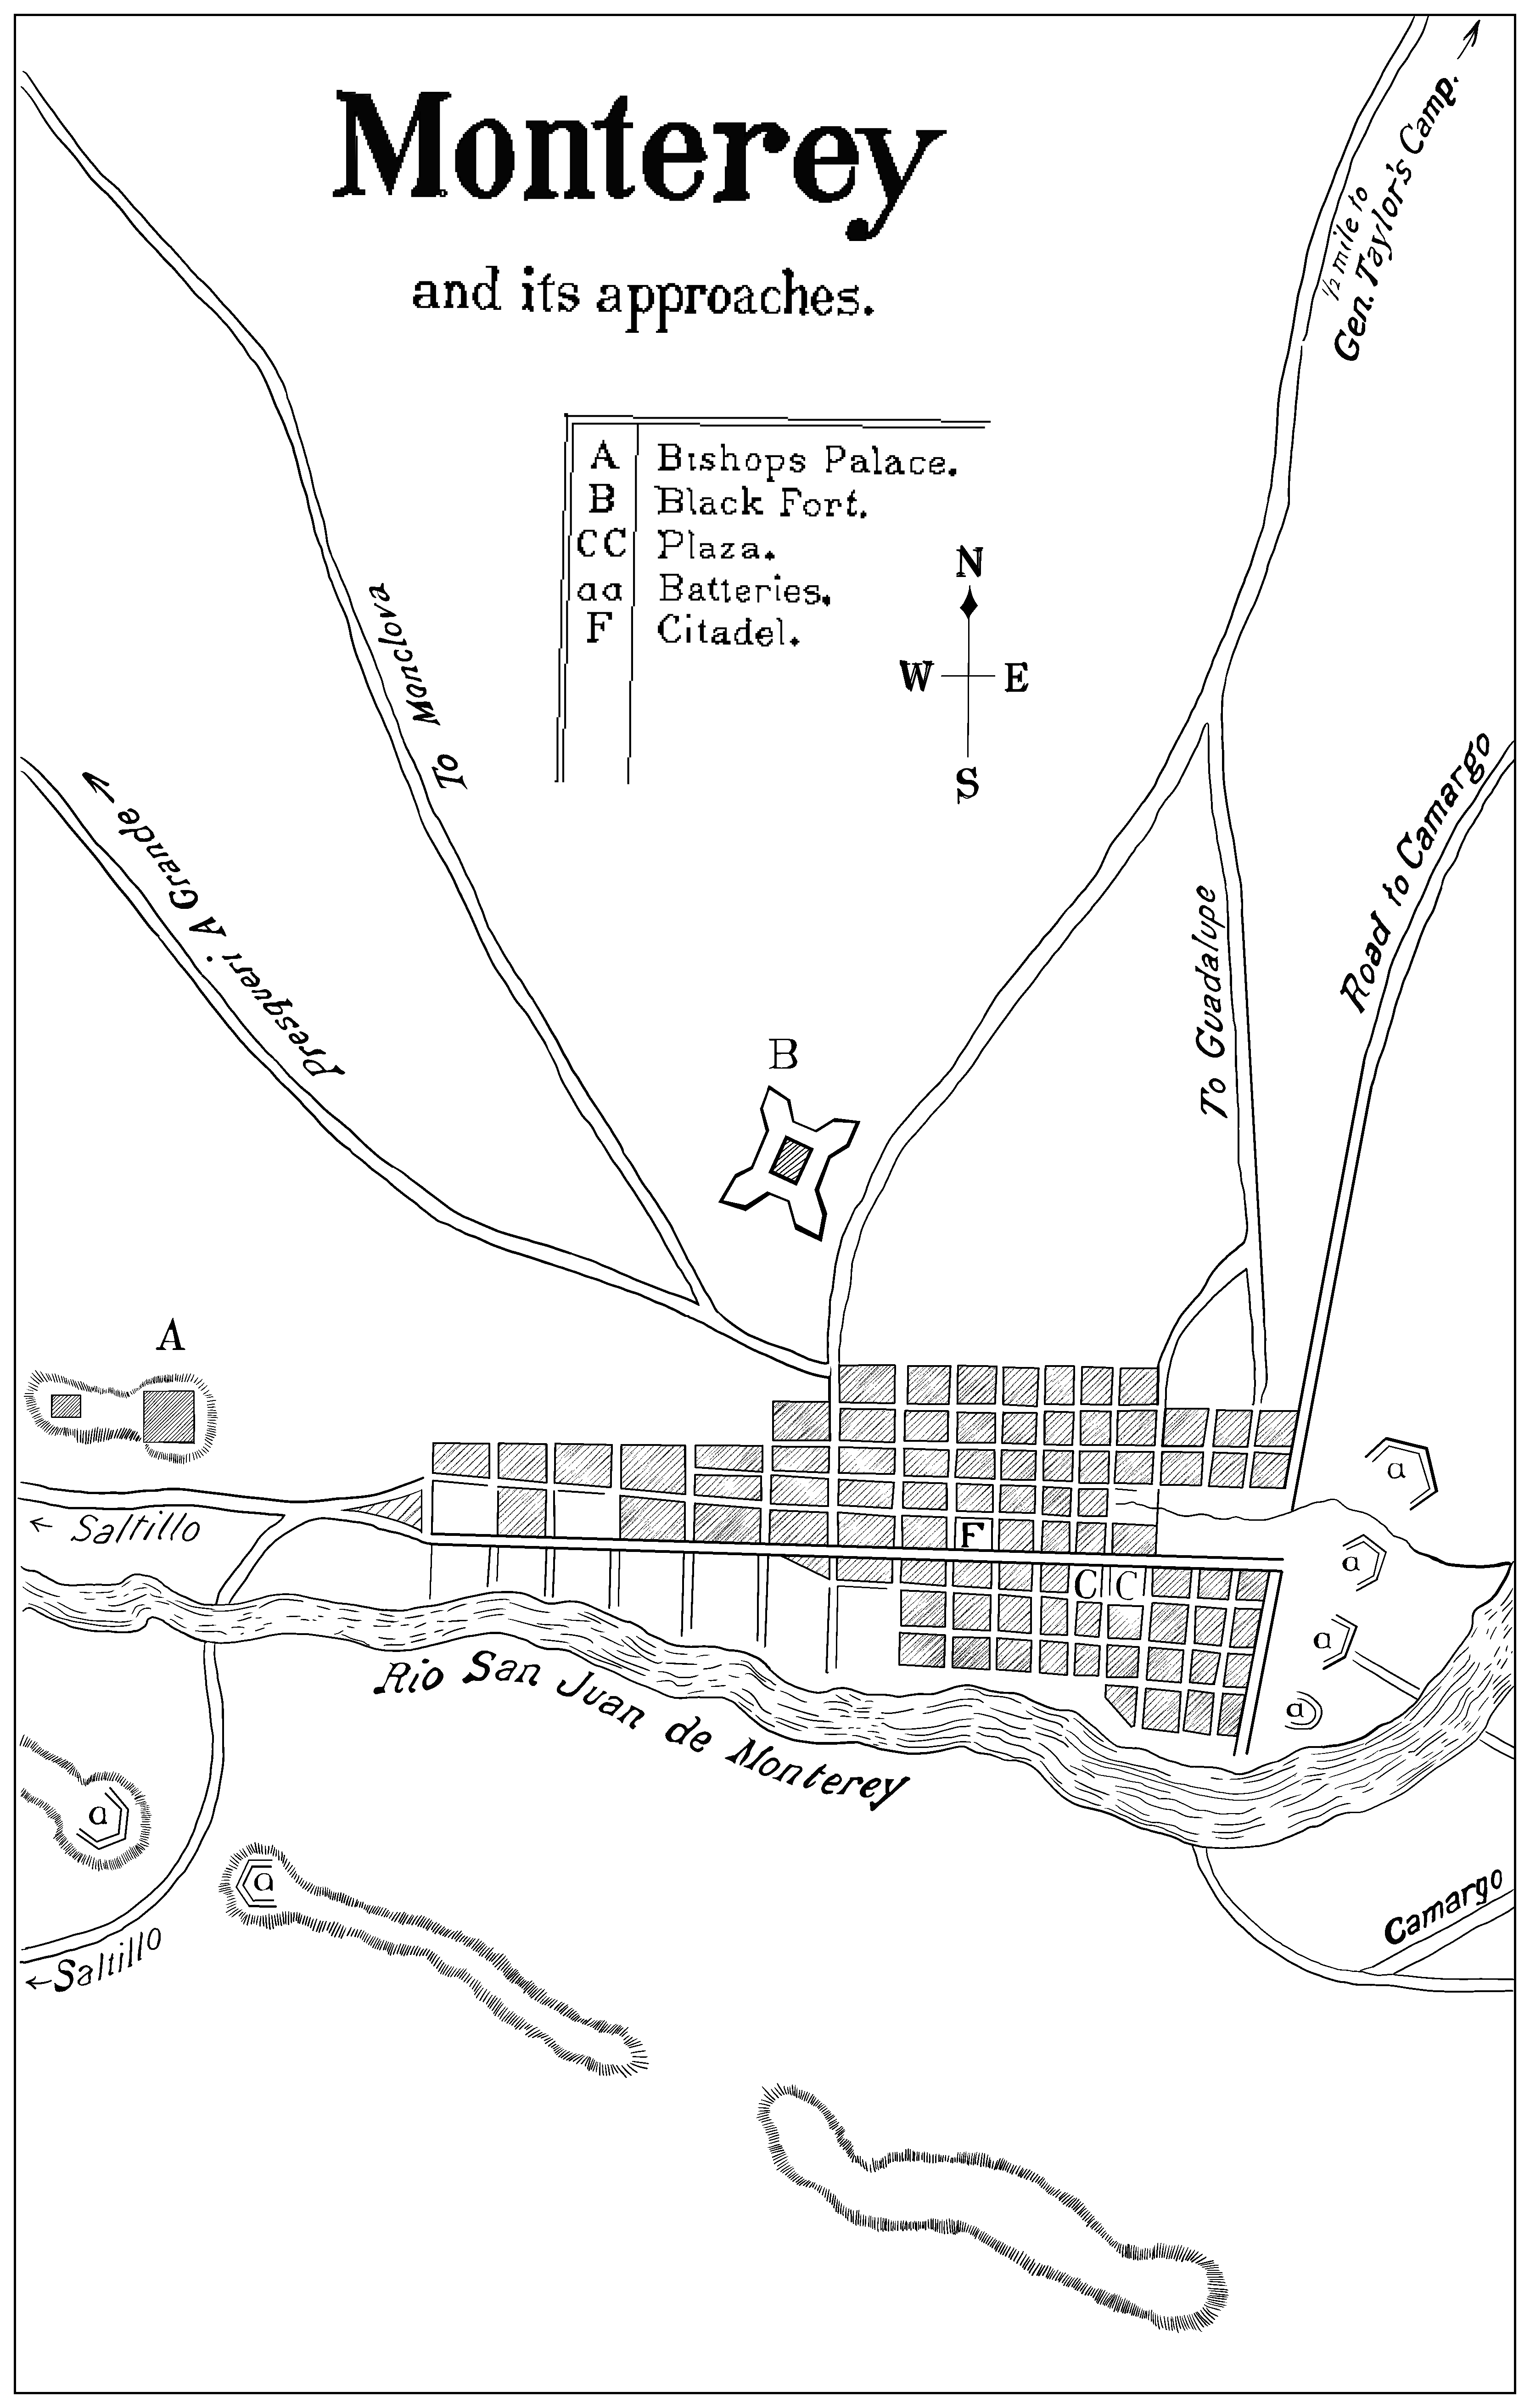 Monterey
and its approaches.
½ mile to
Gen. Taylor's Camp.
A Bishops Palace.
B Black Fort.
CC Plaza.
aa Batteries.
F Citadel.
N
W E
S
To Monclova
Presqueri A Grande
Road to Camargo
To Guadalupe
B
A
a
Saltillo
F
a
C C
a
Rio San Juan de Monterey
a
a
a
Camargo
Saltillo